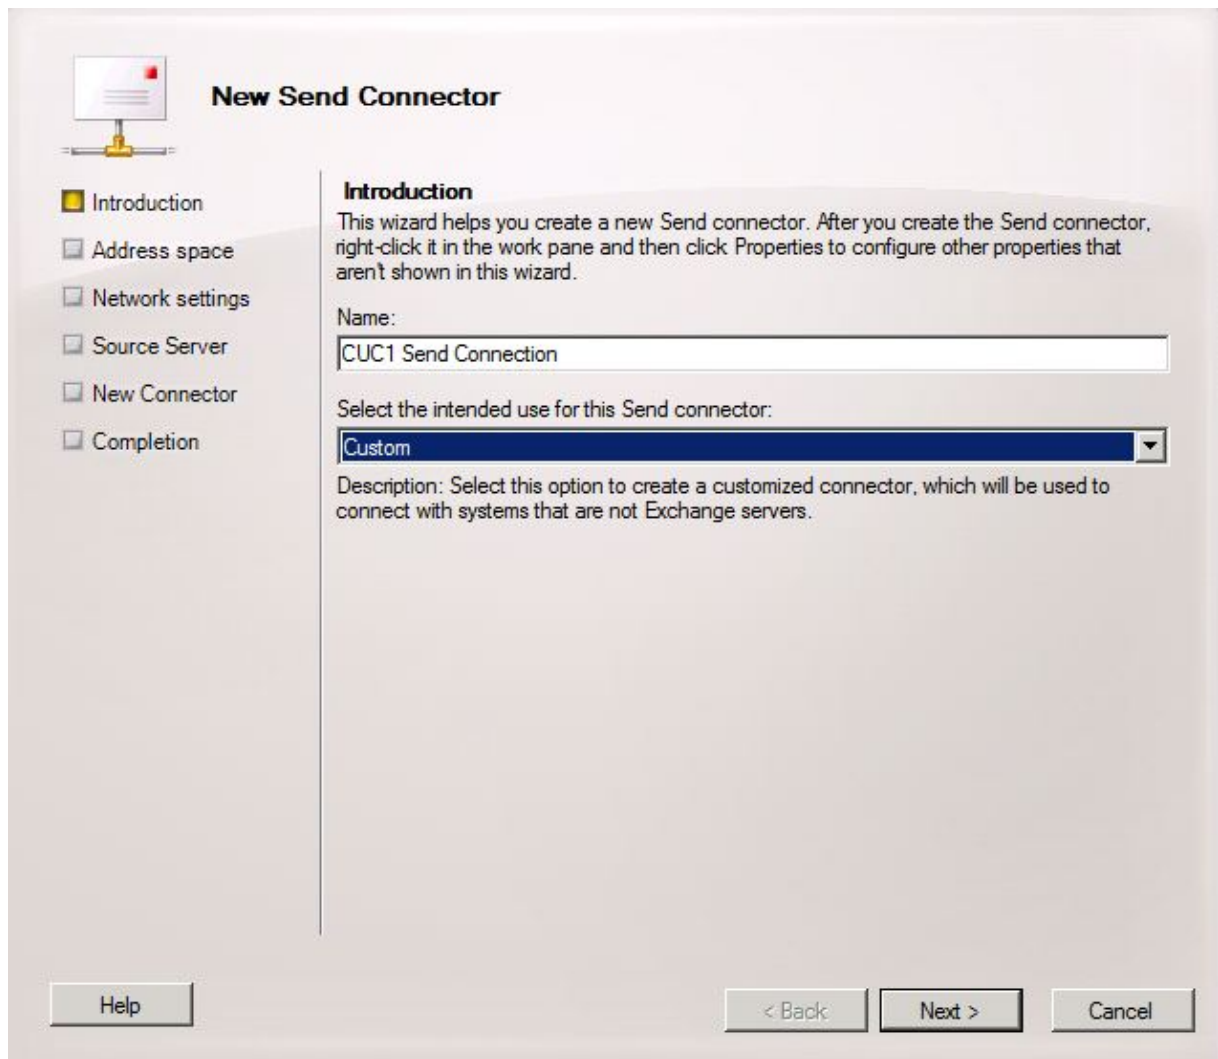 New Send Connector
Introduction
Address space
Network settings
Source Server
New Connector
Completion
Introduction
This wizard helps you create a new Send connector. After you create the Send connector,
right-click it in the work pane and then click Properties to configure other properties that
aren't shown in this wizard.
Name:
CUC1 Send Connection
Select the intended use for this Send connector:
Custom
Description: Select this option to create a customized connector, which will be used to
connect with systems that are not Exchange servers.
Help
< Back
Next >
Cancel